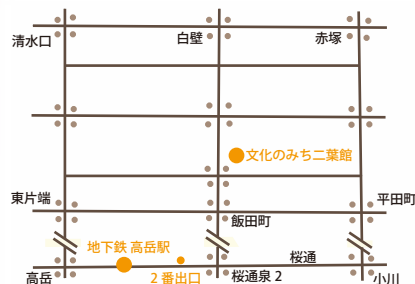 清水口
白壁
赤塚
文化のみち二葉館
東片端
平田町
飯田町
地下鉄 高岳駅
桜通
高岳
2番出口
桜通泉 2
小川